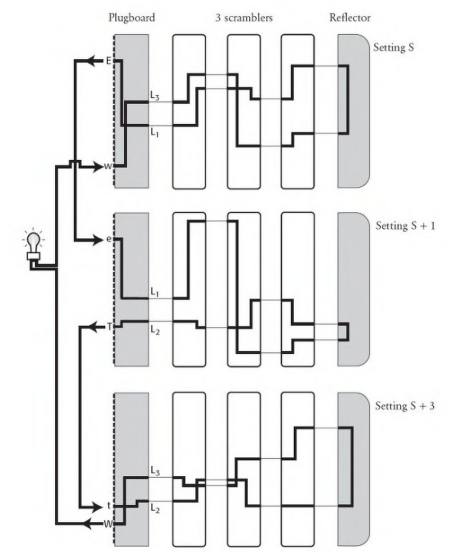 Plugboard 3 scramblers Reflector
Setting S
E
L3
L1
w
Setting S + 1
e
L1
L2
T
Setting S + 3
L3
L2
t
W